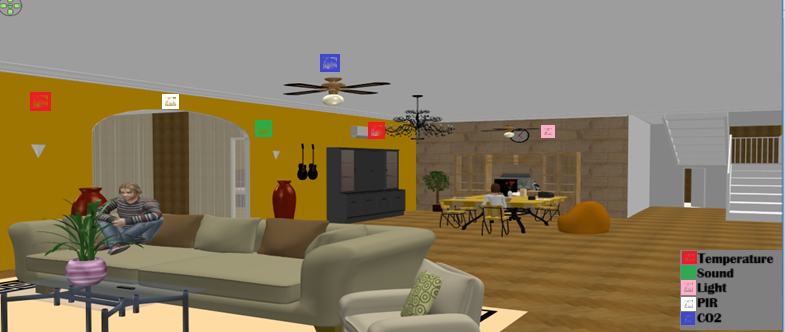 Temperature
Sound
Light
PIR
CO2